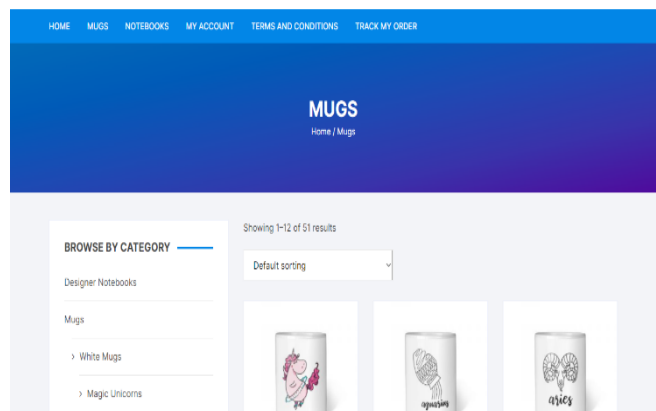 HOME MUGS NOTEBOOKS MY ACCOUNT TERMS AND CONDITIONS TRACK MY ORDER
MUGS
Home / Mugs
BROWSE BY CATEGORY
Designer Notebooks
Mugs
> White Mugs
> Magic Unicorns
Showing 1–12 of 51 results
Default sorting
aquarius
aries